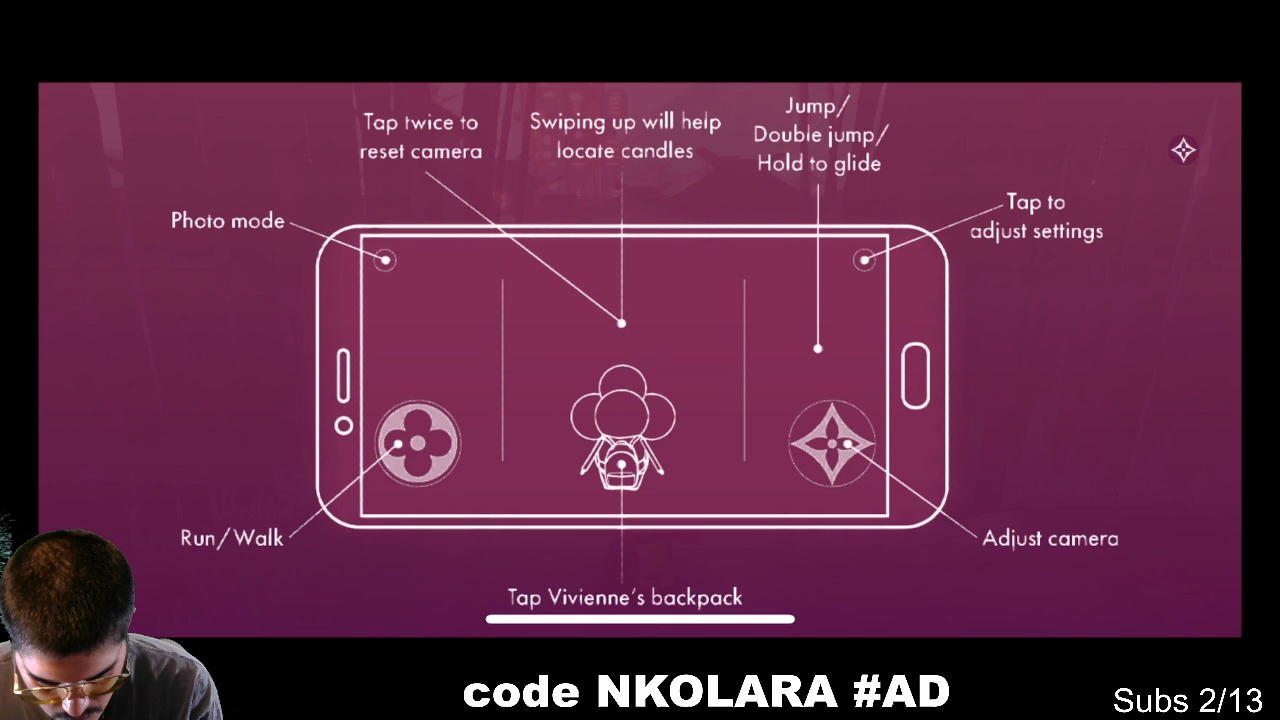 Tap twice to
reset camera
Swiping up will help
locate candles
Jump/
Double jump/
Hold to glide
Photo mode
Tap to
adjust settings
Run/Walk
Adjust camera
Tap Vivienne's backpack
code NKOLARA #AD
Subs 2/13